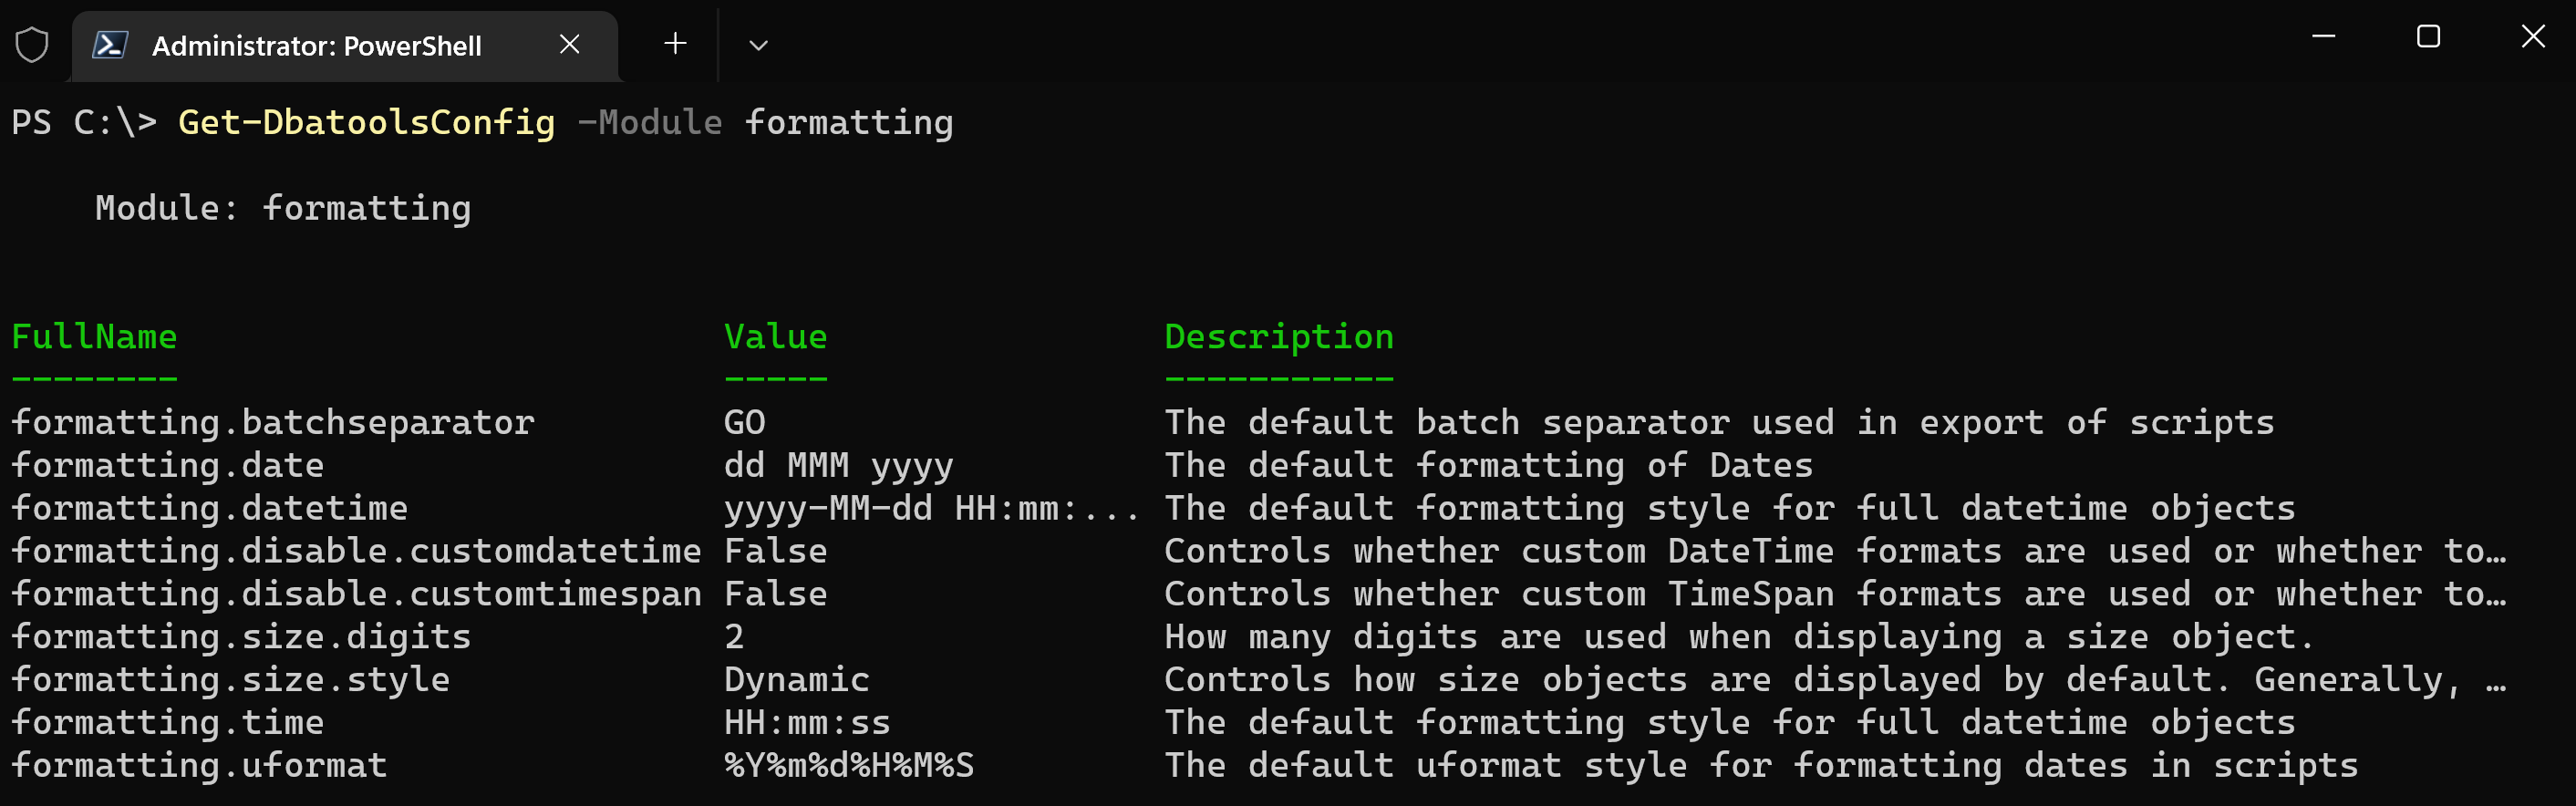 Administrator: PowerShell
PS C:\> Get-DbatoolsConfig -Module formatting
Module: formatting
FullName Value Description
-------- ----- -----------
formatting.batchseparator GO The default batch separator used in export of scripts
formatting.date dd MMM yyyy The default formatting of Dates
formatting.datetime yyyy-MM-dd HH:mm:... The default formatting style for full datetime objects
formatting.disable.customdatetime False Controls whether custom DateTime formats are used or whether to…
formatting.disable.customtimespan False Controls whether custom TimeSpan formats are used or whether to…
formatting.size.digits 2 How many digits are used when displaying a size object.
formatting.size.style Dynamic Controls how size objects are displayed by default. Generally, …
formatting.time HH:mm:ss The default formatting style for full datetime objects
formatting.uformat %Y%m%d%H%M%S The default uformat style for formatting dates in scripts